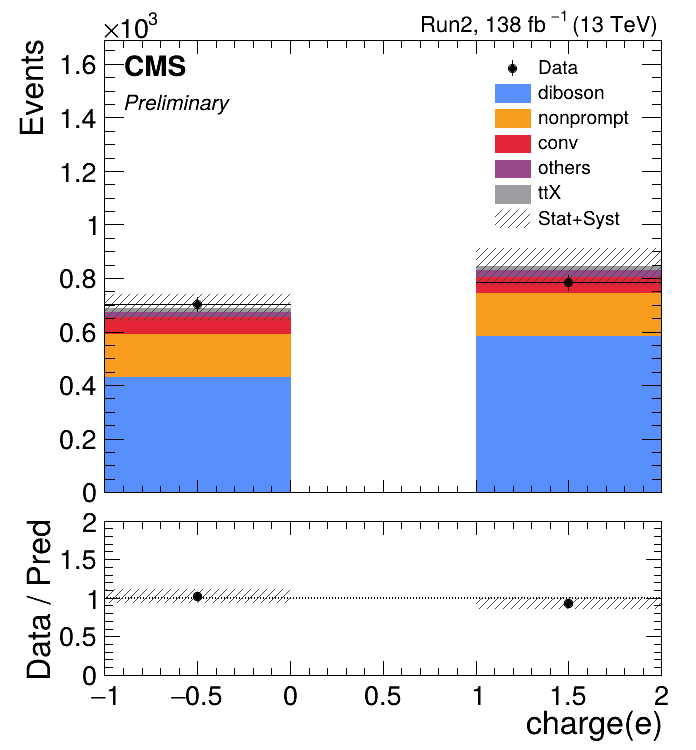 ×10³
Run2, 138 fb⁻¹ (13 TeV)
Events
CMS
Preliminary
Data
diboson
nonprompt
conv
others
ttX
Stat+Syst
1.6
1.4
1.2
1
0.8
0.6
0.4
0.2
0
Data / Pred
2
1.5
1
0.5
0
−1 −0.5 0 0.5 1 1.5 2
charge(e)